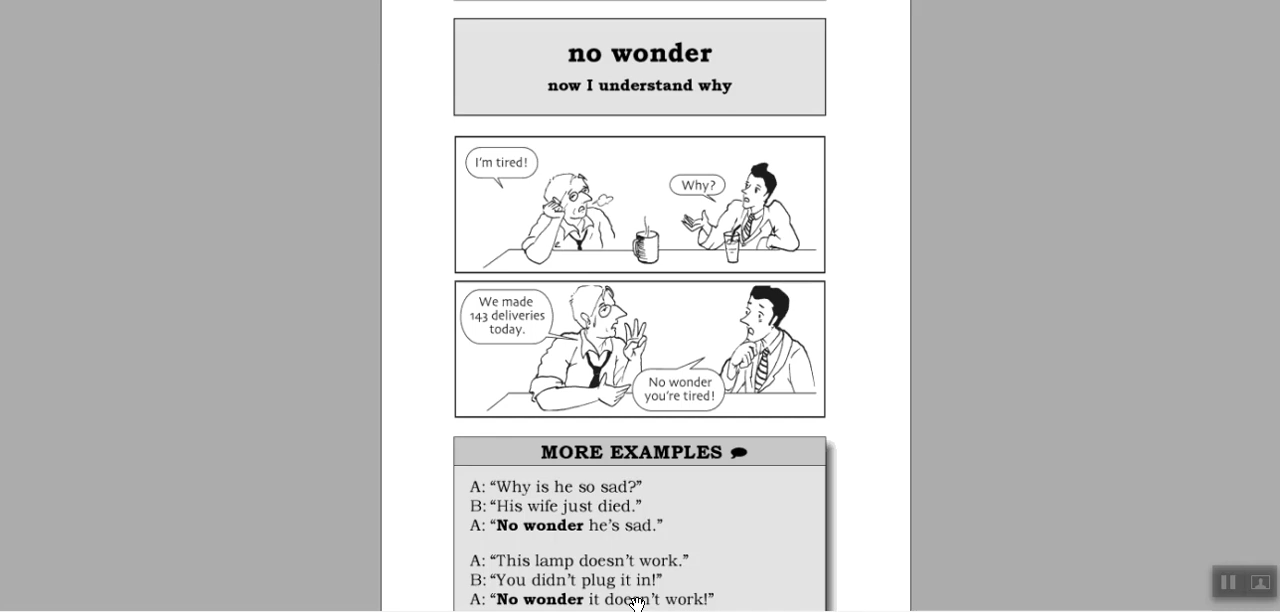 no wonder
now I understand why
I'm tired!
Why?
We made
143 deliveries
today.
No wonder
you're tired!
MORE EXAMPLES
A: “Why is he so sad?”
B: “His wife just died.”
A: “No wonder he's sad.”
A: “This lamp doesn't work.”
B: “You didn't plug it in!”
A: “No wonder it doesn't work!”